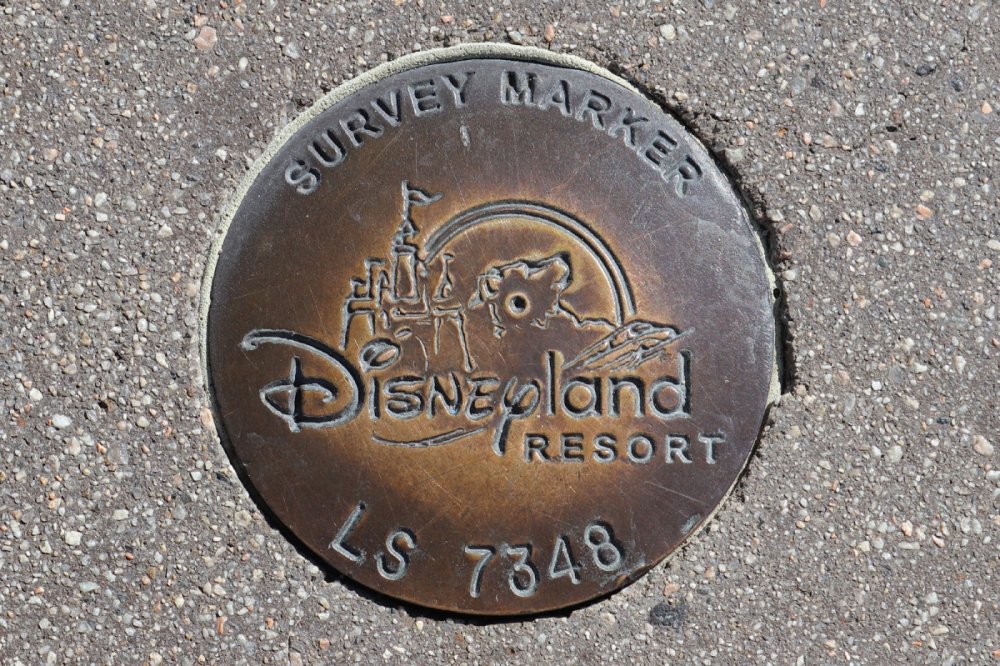 SURVEY MARKER
Disneyland
RESORT
LS 7348